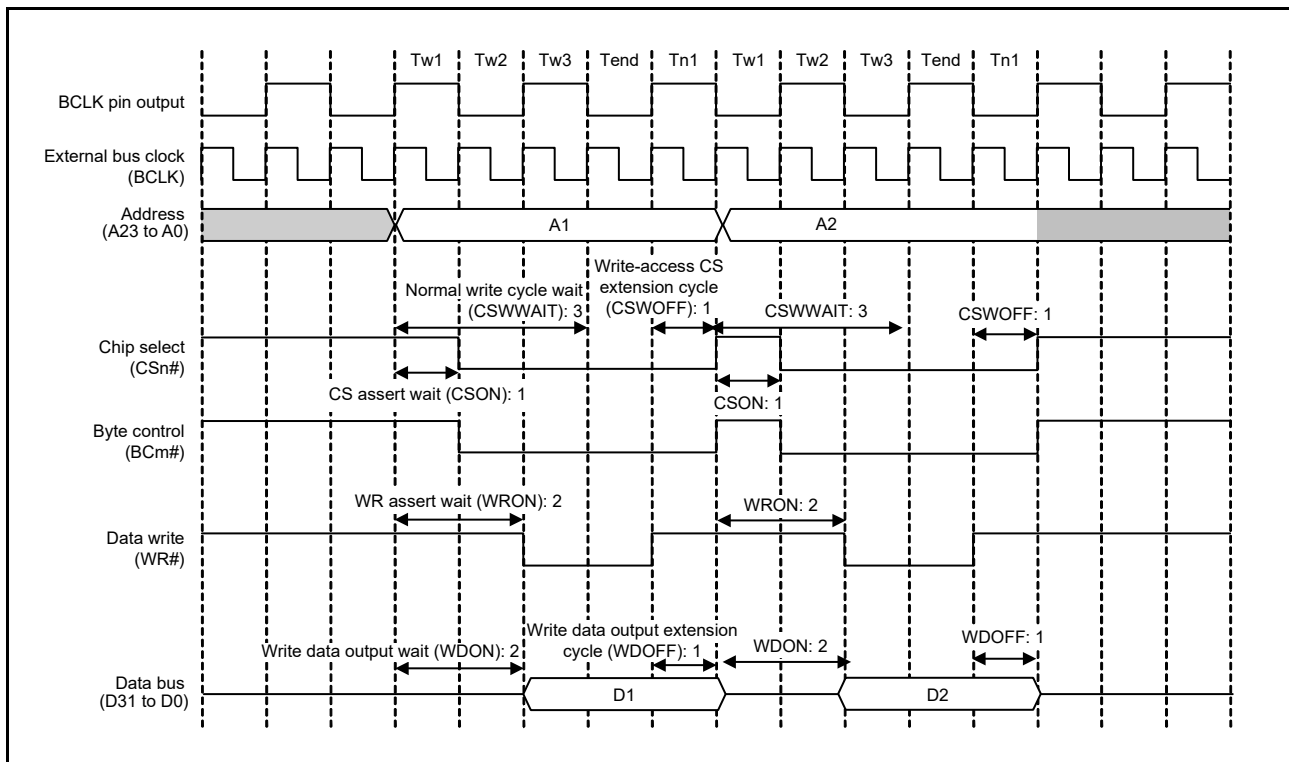 Tw1 Tw2 Tw3 Tend Tn1 Tw1 Tw2 Tw3 Tend Tn1
BCLK pin output
External bus clock
(BCLK)
Address
(A23 to A0)
A1 A2
Write-access CS
extension cycle
(CSWOFF): 1
Normal write cycle wait
(CSWWAIT): 3
CSWWAIT: 3
CSWOFF: 1
Chip select
(CSn#)
CS assert wait (CSON): 1
CSON: 1
Byte control
(BCm#)
WR assert wait (WRON): 2
WRON: 2
Data write
(WR#)
Write data output wait (WDON): 2
Write data output extension
cycle (WDOFF): 1
WDON: 2
WDOFF: 1
Data bus
(D31 to D0)
D1 D2